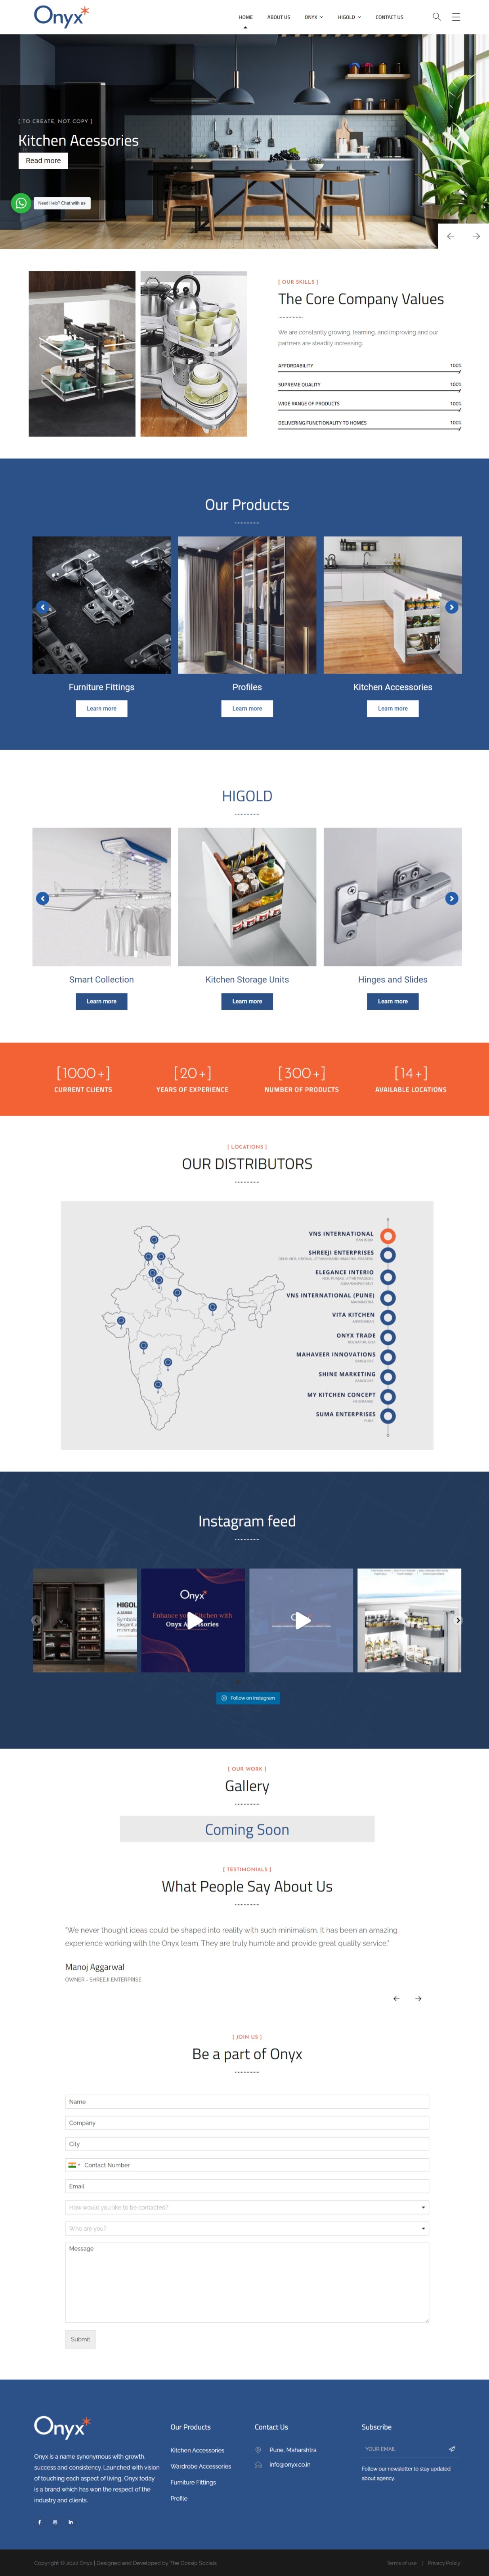 Onyx*
HOME
ABOUT US
ONYX
HIGOLD
CONTACT US
[ TO CREATE, NOT COPY ]
Kitchen Acessories
Read more
Need Help? Chat with us
[ OUR SKILLS ]
The Core Company Values
We are constantly growing, learning, and improving and our
partners are steadily increasing.
AFFORDABILITY 100%
SUPREME QUALITY 100%
WIDE RANGE OF PRODUCTS 100%
DELIVERING FUNCTIONALITY TO HOMES 100%
Our Products
Furniture Fittings
Profiles
Kitchen Accessories
Learn more
Learn more
Learn more
HIGOLD
Smart Collection
Kitchen Storage Units
Hinges and Slides
Learn more
Learn more
Learn more
[1000+]
[20+]
[300+]
[14+]
CURRENT CLIENTS
YEARS OF EXPERIENCE
NUMBER OF PRODUCTS
AVAILABLE LOCATIONS
[ LOCATIONS ]
OUR DISTRIBUTORS
VNS INTERNATIONAL
SHREEJI ENTERPRISES
ELEGANCE INTERIO
VNS INTERNATIONAL (PUNE)
VITA KITCHEN
ONYX TRADE
MAHAVEER INNOVATIONS
SHINE MARKETING
MY KITCHEN CONCEPT
SUMA ENTERPRISES
Instagram feed
HIGOL
Onyx*
Enhance your Kitchen with
Onyx Accessories
Follow on Instagram
[ OUR WORK ]
Gallery
Coming Soon
[ TESTIMONIALS ]
What People Say About Us
“We never thought ideas could be shaped into reality with such minimalism. It has been an amazing
experience working with the Onyx team. They are truly humble and provide great quality service.”
Manoj Aggarwal
OWNER - SHREEJI ENTERPRISE
[ JOIN US ]
Be a part of Onyx
Name
Company
City
Contact Number
Email
How would you like to be contacted?
Who are you?
Message
Submit
Onyx*
Onyx is a name synonymous with growth,
success and consistency. Launched with vision
of touching each aspect of living, Onyx today
is a brand which has won the respect of the
industry and clients.
Our Products
Kitchen Accessories
Wardrobe Accessories
Furniture Fittings
Profile
Contact Us
Pune, Maharshtra
info@onyx.co.in
Subscribe
YOUR EMAIL
Follow our newsletter to stay updated
about agency.
Copyright © 2022 Onyx | Designed and Developed by The Gossip Socials
Terms of use | Privacy Policy